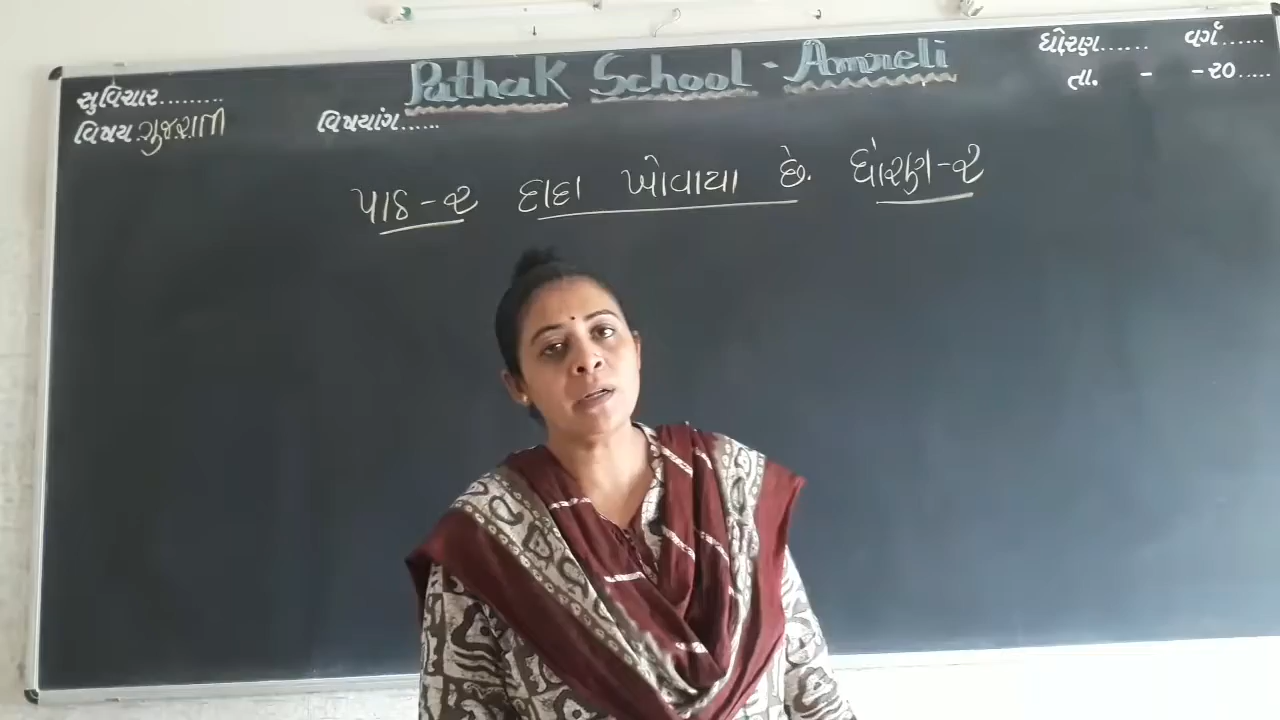 Pathak School - Amreli
સુવિચાર.........
ધોરણ...... વર્ગ......
વિષય ગુજરાતી
વિષયાંગ......
તા. - -૨૦.....
પાઠ-૨ દાદા ખોવાયા છે. ધોરણ-૨